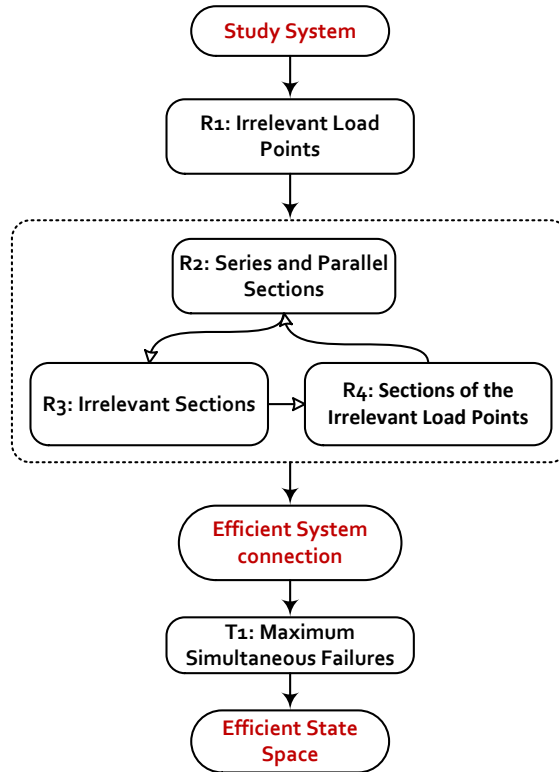 Study System
R1: Irrelevant Load
Points
R2: Series and Parallel
Sections
R3: Irrelevant Sections
R4: Sections of the
Irrelevant Load Points
Efficient System
connection
T1: Maximum
Simultaneous Failures
Efficient State
Space